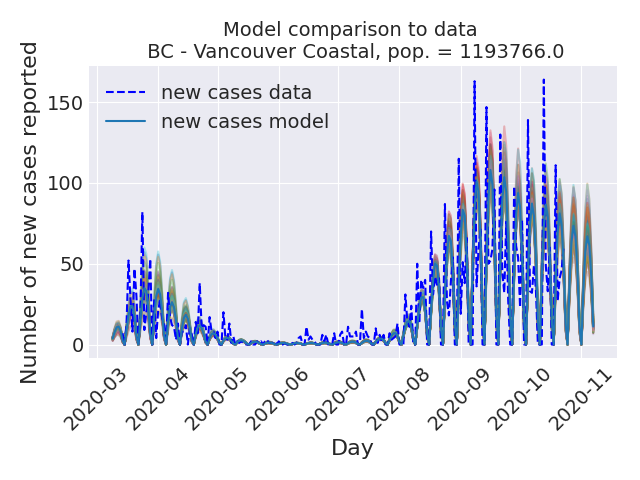 Model comparison to data
BC - Vancouver Coastal, pop. = 1193766.0
Number of new cases reported
150
100
50
0
new cases data
new cases model
2020-03
2020-04
2020-05
2020-06
2020-07
2020-08
2020-09
2020-10
2020-11
Day